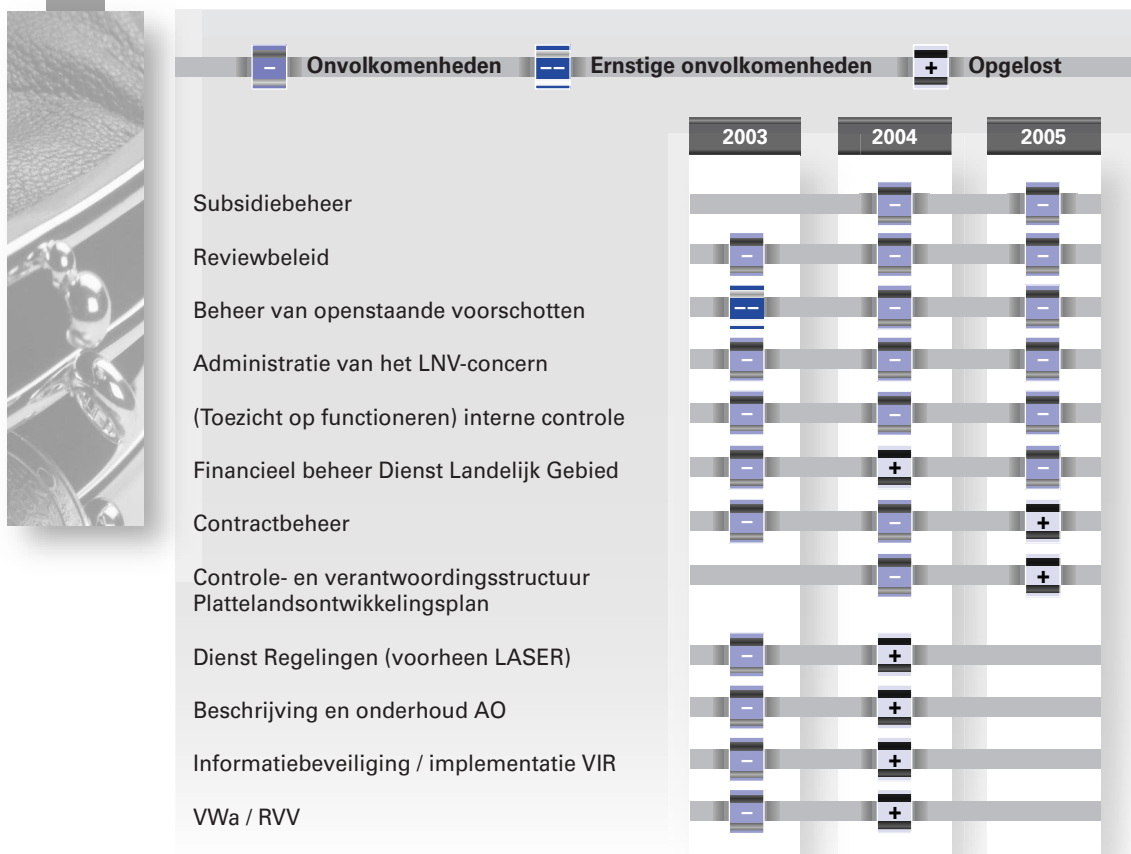 – Onvolkomenheden –– Ernstige onvolkomenheden + Opgelost
2003 2004 2005
Subsidiebeheer – –
Reviewbeleid – – –
Beheer van openstaande voorschotten –– – –
Administratie van het LNV-concern – – –
(Toezicht op functioneren) interne controle – – –
Financieel beheer Dienst Landelijk Gebied – + –
Contractbeheer – – +
Controle- en verantwoordingsstructuur – +
Plattelandsontwikkelingsplan
Dienst Regelingen (voorheen LASER) – +
Beschrijving en onderhoud AO – +
Informatiebeveiliging / implementatie VIR – +
VWa / RVV – +